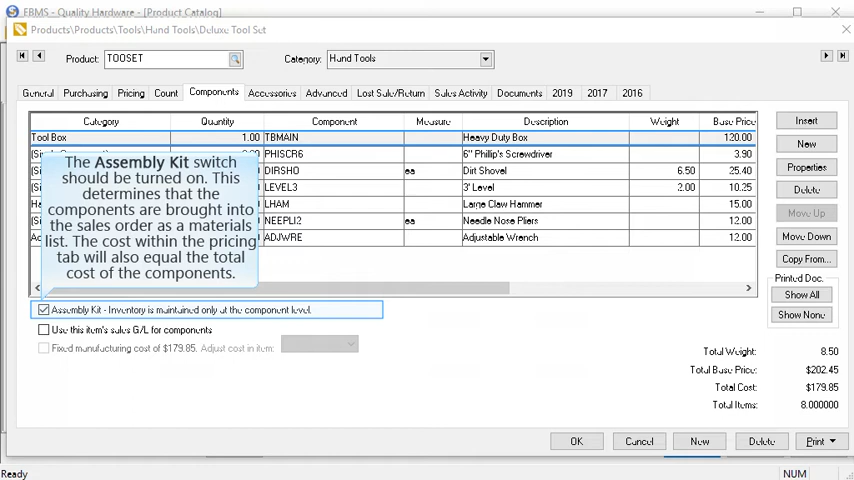 EBMS - Quality Hardware - [Product Catalog]
Products\Products\Tools\Hand Tools\Deluxe Tool Set
Product: TOOSET Category: Hand Tools
General Purchasing Pricing Count Components Accessories Advanced Lost Sale/Return Sales Activity Documents 2019 2017 2016
Category Quantity Component Measure Description Weight Base Price
Tool Box 1.00 TBMAIN Heavy Duty Box 120.00
PHISCR6 6" Phillip's Screwdriver 3.90
DIRSHO ea Dirt Shovel 6.50 25.40
LEVEL3 3' Level 2.00 10.25
LHAM Large Claw Hammer 15.00
NEEPLI2 ea Needle Nose Pliers 12.00
ADJWRE Adjustable Wrench 12.00
The Assembly Kit switch
should be turned on. This
determines that the
components are brought into
the sales order as a materials
list. The cost within the pricing
tab will also equal the total
cost of the components.
Insert
New
Properties
Delete
Move Up
Move Down
Copy From...
Printed Doc.
Show All
Show None
Assembly Kit - Inventory is maintained only at the component level.
Use this item's sales G/L for components
Fixed manufacturing cost of $179.85. Adjust cost in item:
Total Weight: 8.50
Total Base Price: $202.45
Total Cost: $179.85
Total Items: 8.000000
OK Cancel New Delete Print
Ready NUM